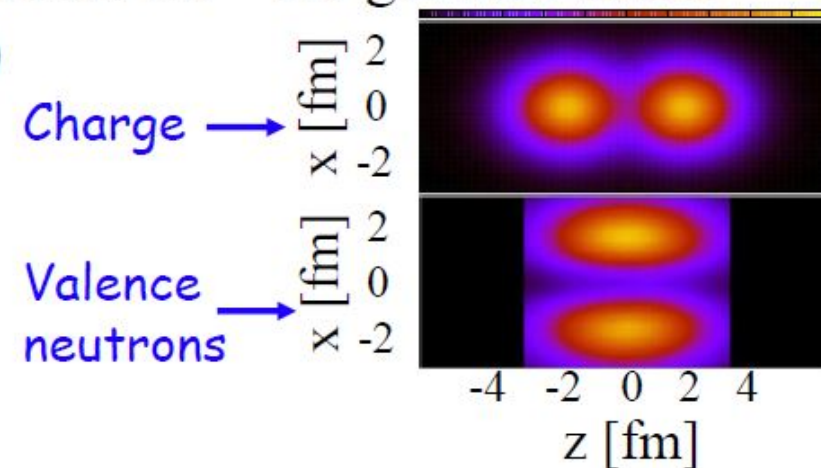 Charge
x [fm]
2
0
-2
Valence
neutrons
x [fm]
2
0
-2
-4 -2 0 2 4
z [fm]